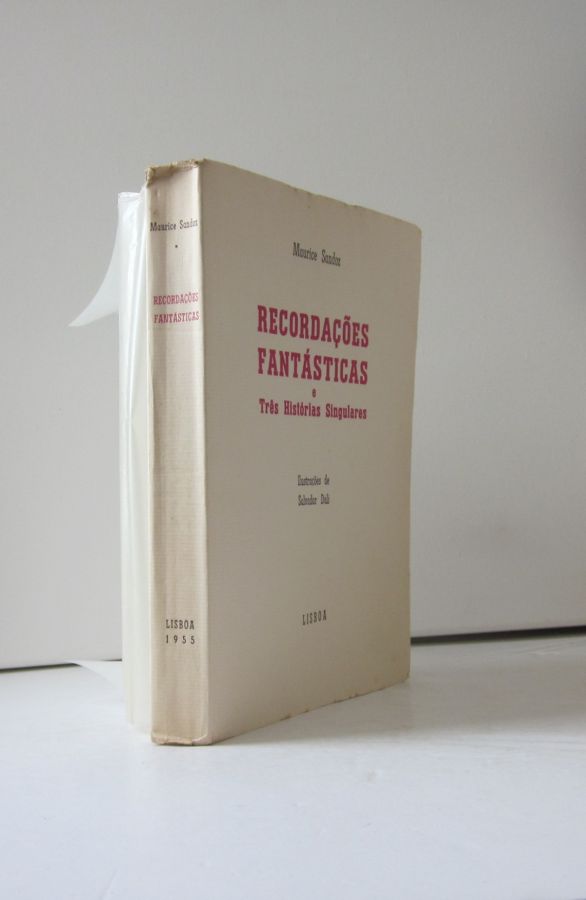 Maurice Sandoz
RECORDAÇÕES
FANTÁSTICAS
LISBOA
1955
Maurice Sandoz
RECORDAÇÕES
FANTÁSTICAS
e
Três Histórias Singulares
Ilustrações de
Salvador Dali
LISBOA